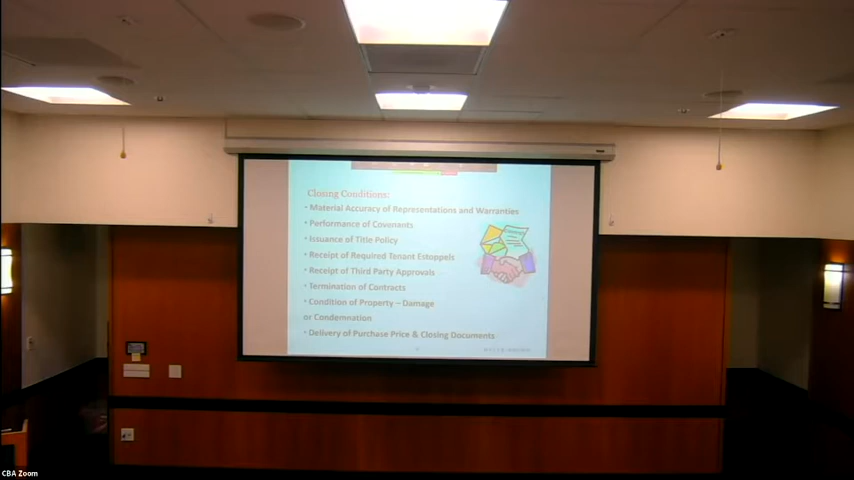 Closing Conditions:
• Material Accuracy of Representations and Warranties
• Performance of Covenants
• Issuance of Title Policy
• Receipt of Required Tenant Estoppels
• Receipt of Third Party Approvals
• Termination of Contracts
• Condition of Property – Damage
or Condemnation
• Delivery of Purchase Price & Closing Documents
CBA Zoom